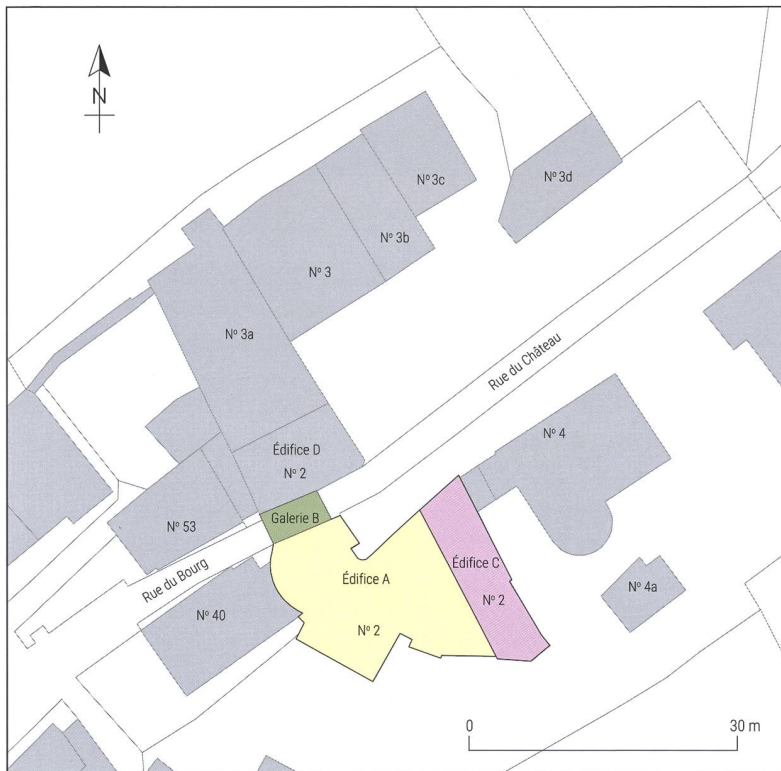 N
Nº 3c
Nº 3d
Nº 3b
Nº 3
Nº 3a
Rue du Château
Nº 4
Édifice D
Nº 2
Galerie B
Nº 53
Édifice C
Nº 2
Édifice A
Nº 2
Rue du Bourg
Nº 4a
Nº 40
0
30 m